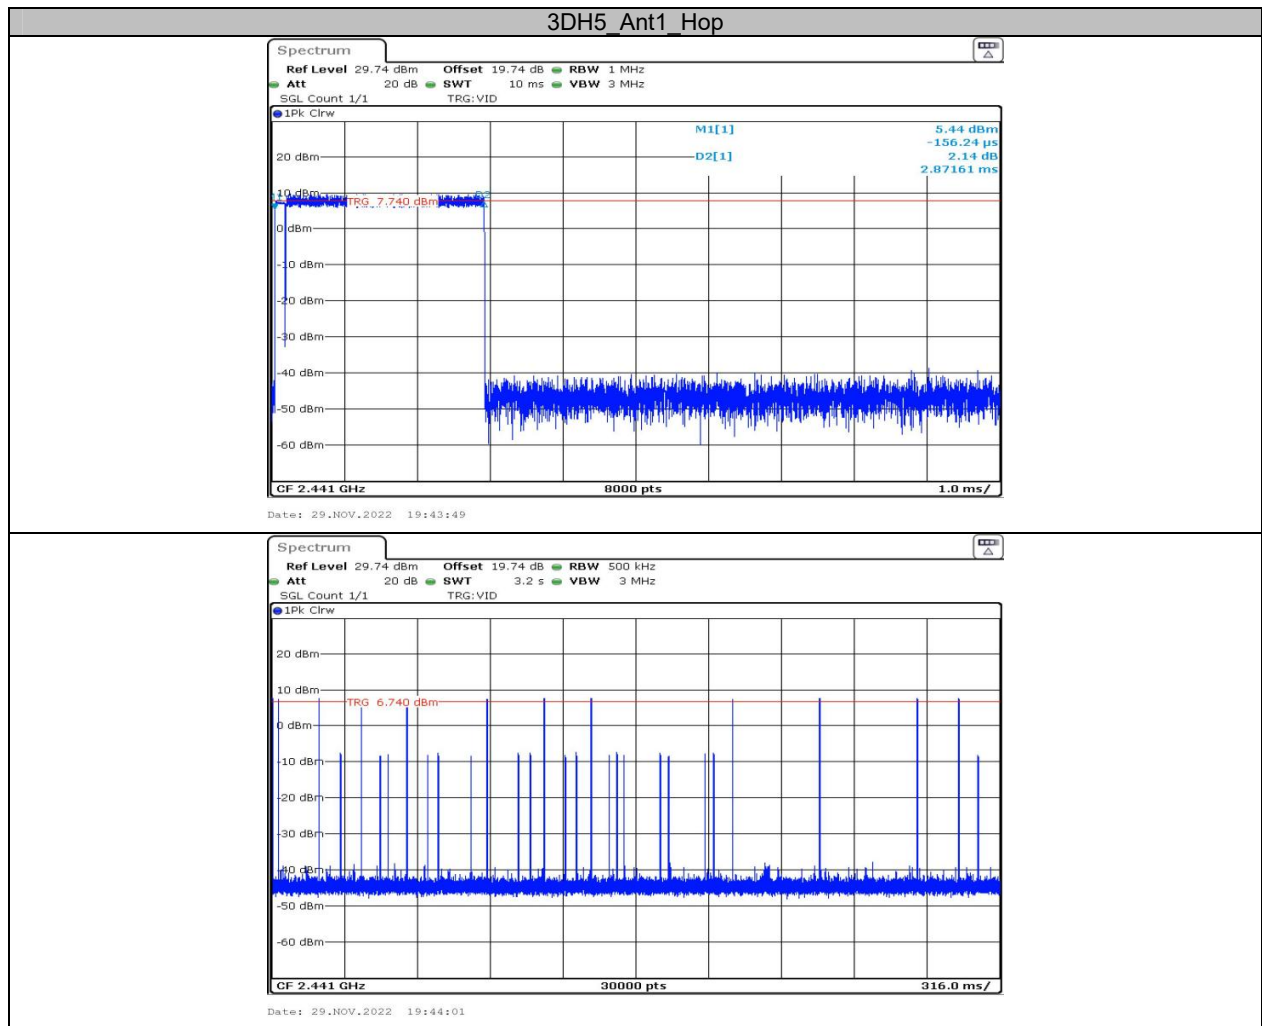 3DH5_Ant1_Hop
Spectrum
Ref Level 29.74 dBm Offset 19.74 dB RBW 1 MHz
Att 20 dB SWT 10 ms VBW 3 MHz
SGL Count 1/1 TRG:VID
1Pk Clrw
M1[1] 5.44 dBm
-156.24 µs
20 dBm
D2[1] 2.14 dB
2.87161 ms
10 dBm
TRG 7.740 dBm
0 dBm
-10 dBm
-20 dBm
-30 dBm
-40 dBm
-50 dBm
-60 dBm
CF 2.441 GHz 8000 pts 1.0 ms/
Date: 29.NOV.2022 19:43:49
Spectrum
Ref Level 29.74 dBm Offset 19.74 dB RBW 500 kHz
Att 20 dB SWT 3.2 s VBW 3 MHz
SGL Count 1/1 TRG:VID
1Pk Clrw
20 dBm
10 dBm
TRG 6.740 dBm
0 dBm
-10 dBm
-20 dBm
-30 dBm
-40 dBm
-50 dBm
-60 dBm
CF 2.441 GHz 30000 pts 316.0 ms/
Date: 29.NOV.2022 19:44:01